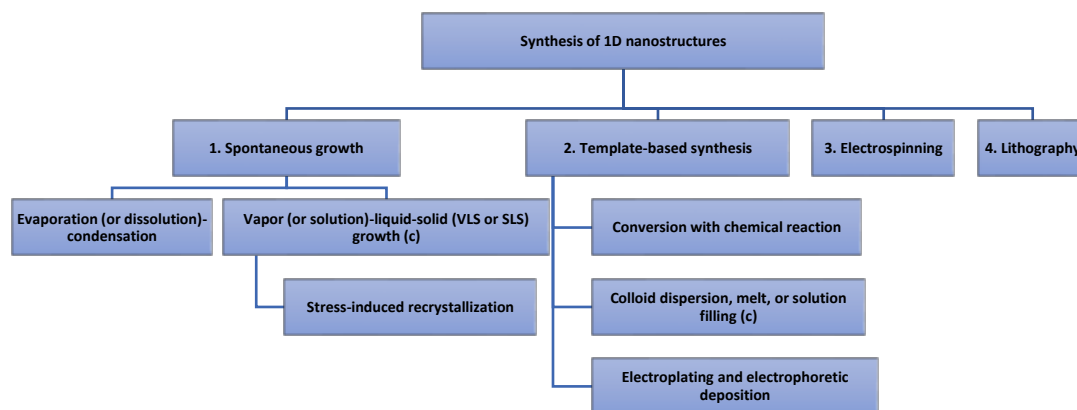 Synthesis of 1D nanostructures
1. Spontaneous growth
2. Template-based synthesis
3. Electrospinning
4. Lithography
Evaporation (or dissolution)-
condensation
Vapor (or solution)-liquid-solid (VLS or SLS)
growth (c)
Conversion with chemical reaction
Stress-induced recrystallization
Colloid dispersion, melt, or solution
filling (c)
Electroplating and electrophoretic
deposition